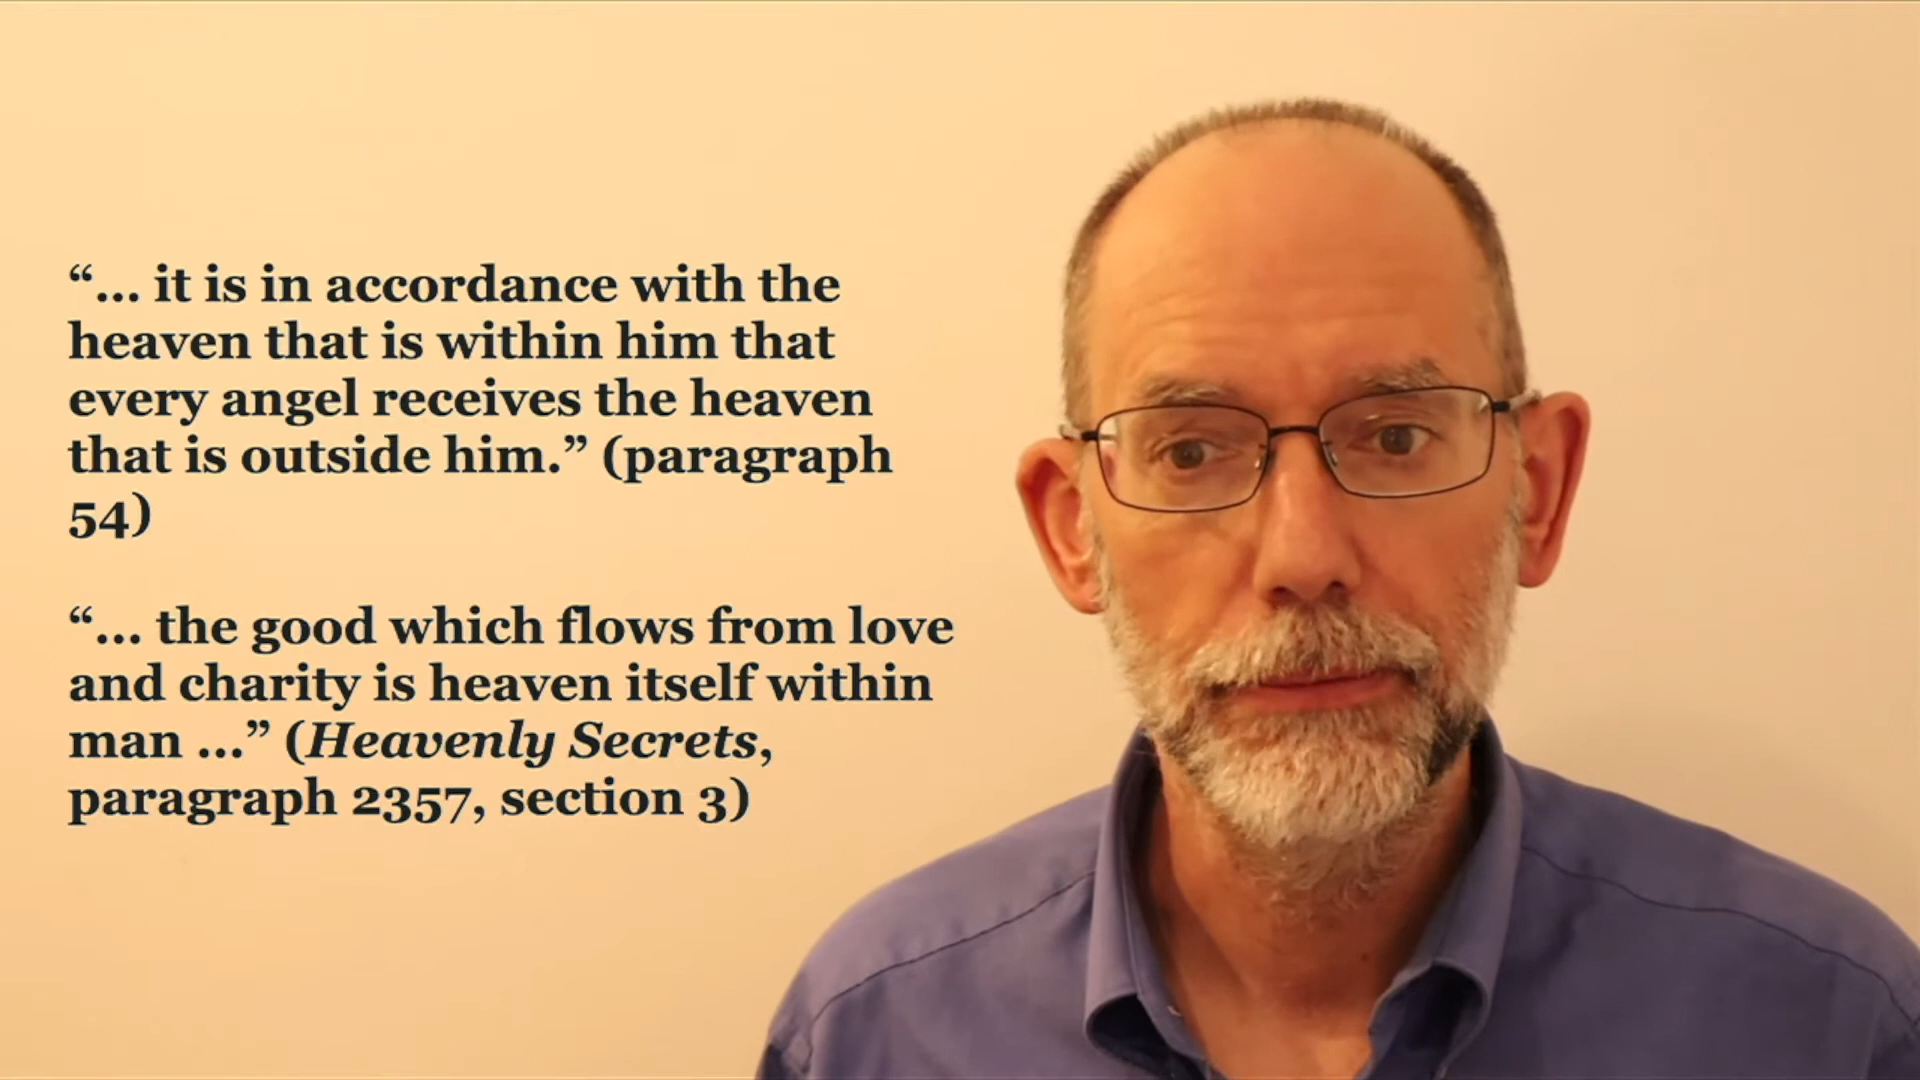 “... it is in accordance with the
heaven that is within him that
every angel receives the heaven
that is outside him.” (paragraph
54)
“... the good which flows from love
and charity is heaven itself within
man ...” (Heavenly Secrets,
paragraph 2357, section 3)